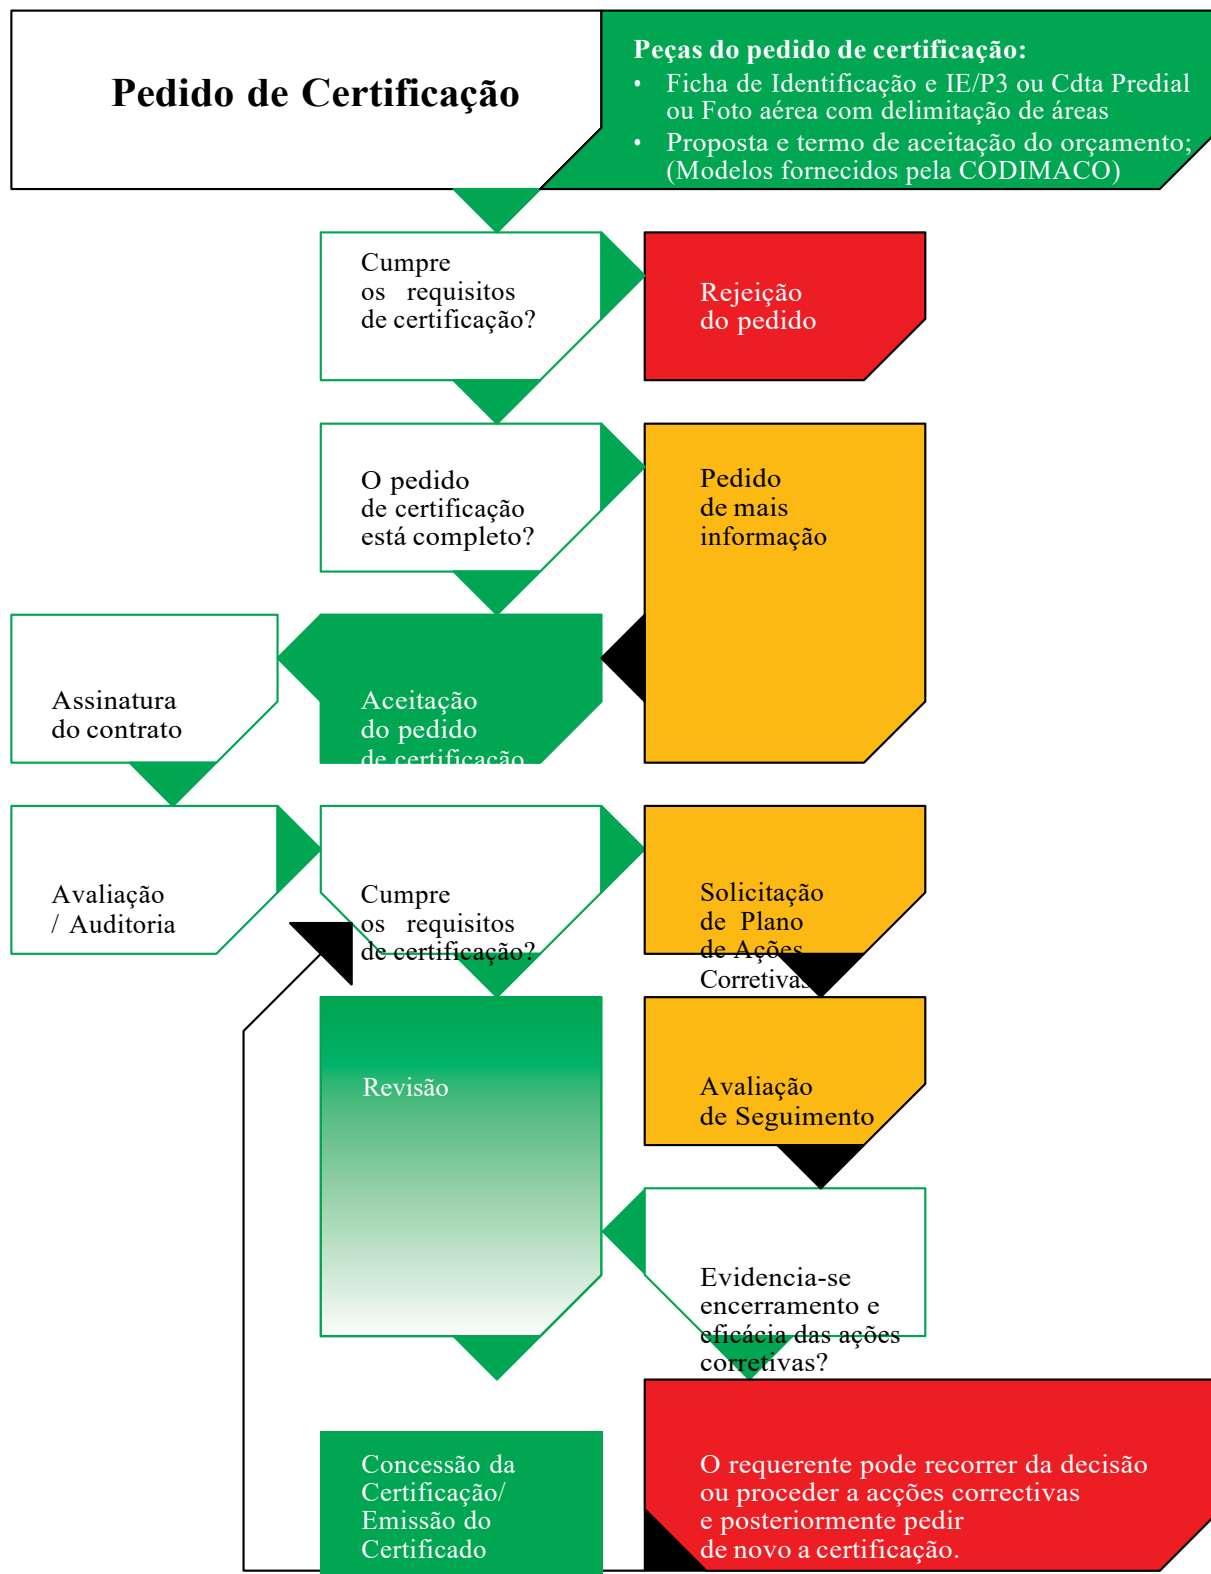 Pedido de Certificação
Peças do pedido de certificação:
• Ficha de Identificação e IE/P3 ou Cdta Predial
ou Foto aérea com delimitação de áreas
• Proposta e termo de aceitação do orçamento;
(Modelos fornecidos pela CODIMACO)
Cumpre
os requisitos
de certificação?
Rejeição
do pedido
O pedido
de certificação
está completo?
Pedido
de mais
informação
Assinatura
do contrato
Aceitação
do pedido
de certificação
Avaliação
/ Auditoria
Cumpre
os requisitos
de certificação?
Solicitação
de Plano
de Ações
Corretivas
Revisão
Avaliação
de Seguimento
Evidencia-se
encerramento e
eficácia das ações
corretivas?
Concessão da
Certificação/
Emissão do
Certificado
O requerente pode recorrer da decisão
ou proceder a acções correctivas
e posteriormente pedir
de novo a certificação.